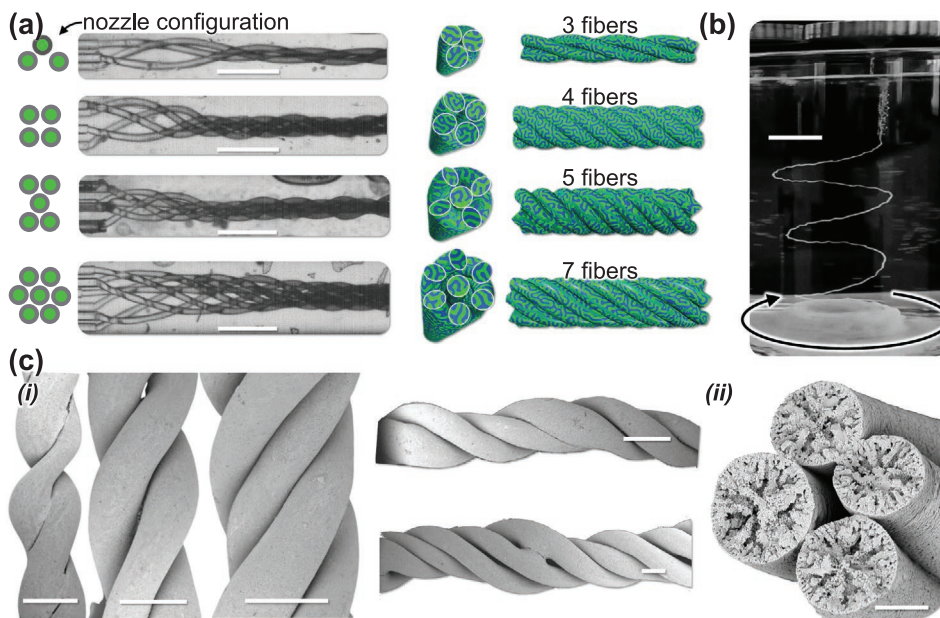 (a)
nozzle configuration
3 fibers
4 fibers
5 fibers
7 fibers
(b)
(c)
(i)
(ii)